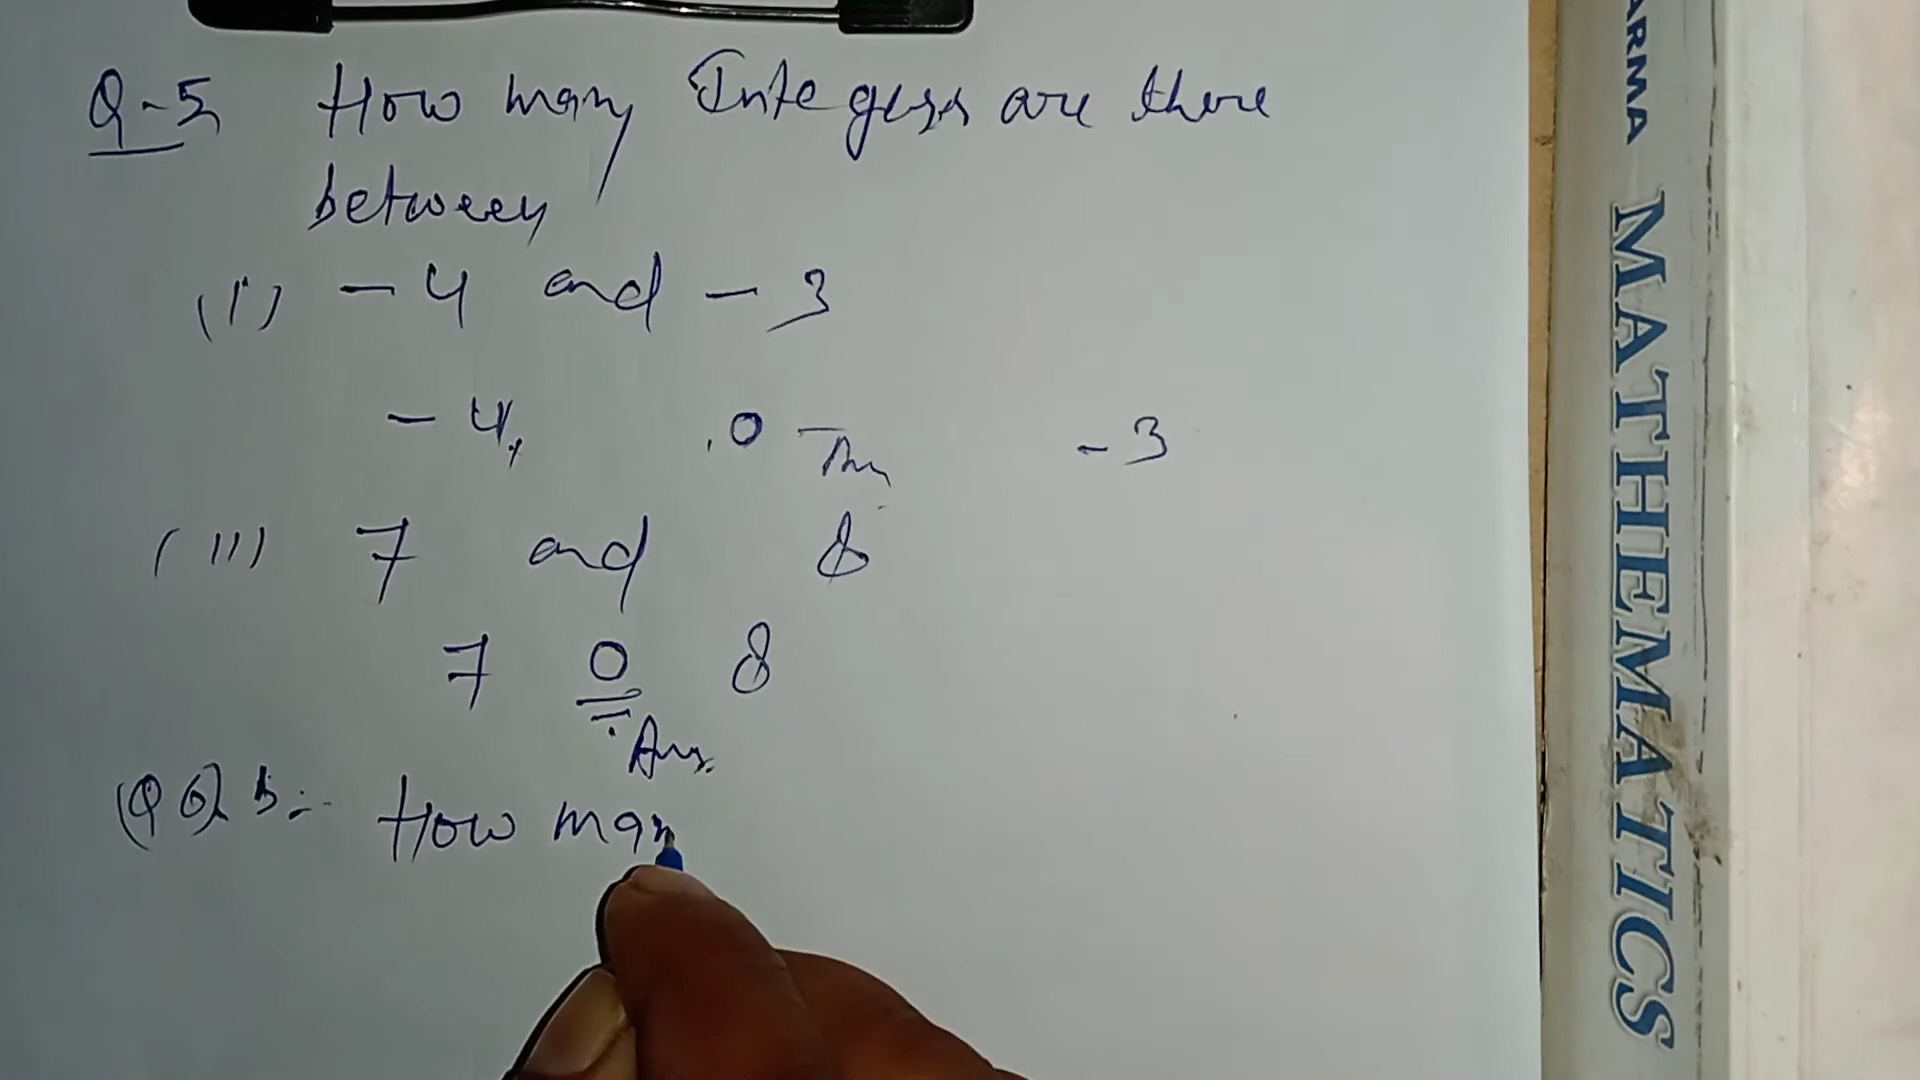 Q-5 How many Integers are there
between
(i) -4 and -3
-4, .0 Ans -3
(ii) 7 and 8
7 0 8
Ans.
How man
ARMA MATHEMATICS